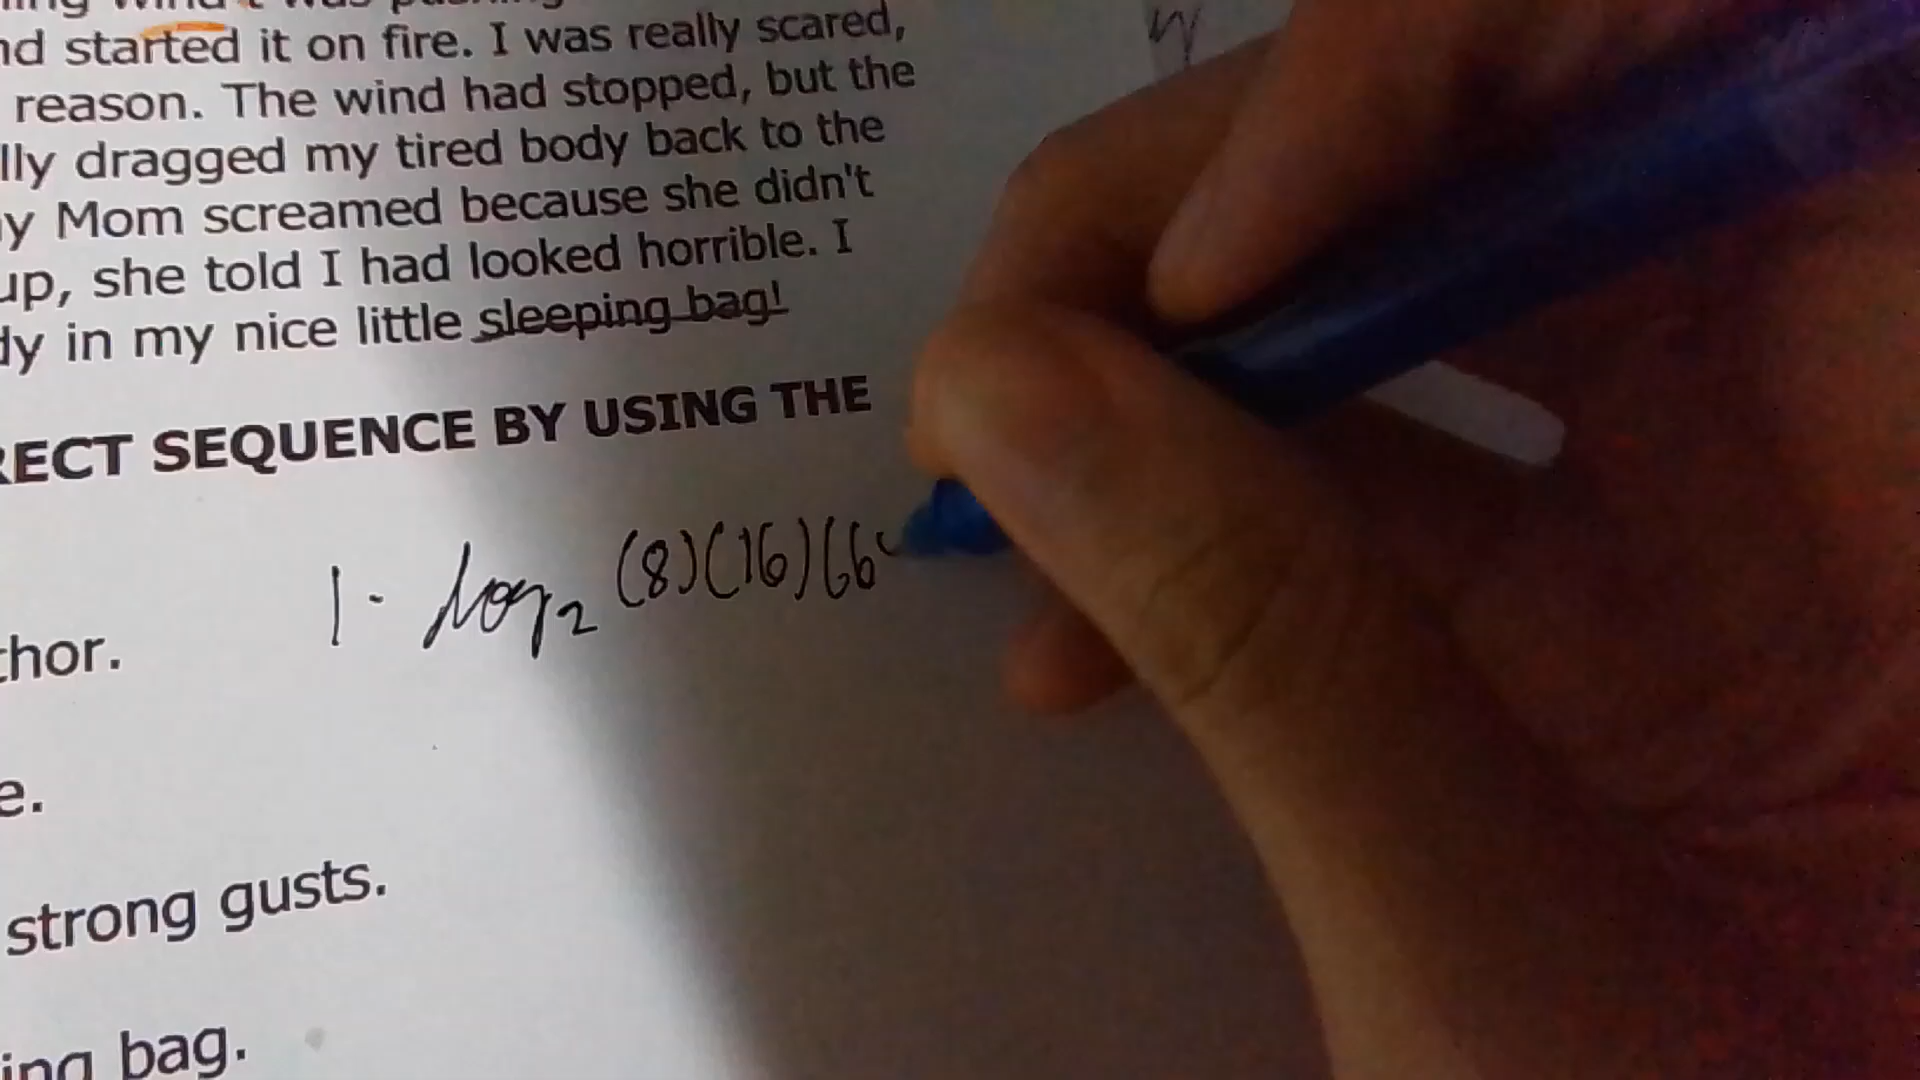 nd started it on fire. I was really scared,
reason. The wind had stopped, but the
lly dragged my tired body back to the
y Mom screamed because she didn't
up, she told I had looked horrible. I
dy in my nice little sleeping bag!
RECT SEQUENCE BY USING THE
1. log₂ (8)(16)(6
thor.
e.
strong gusts.
ing bag.